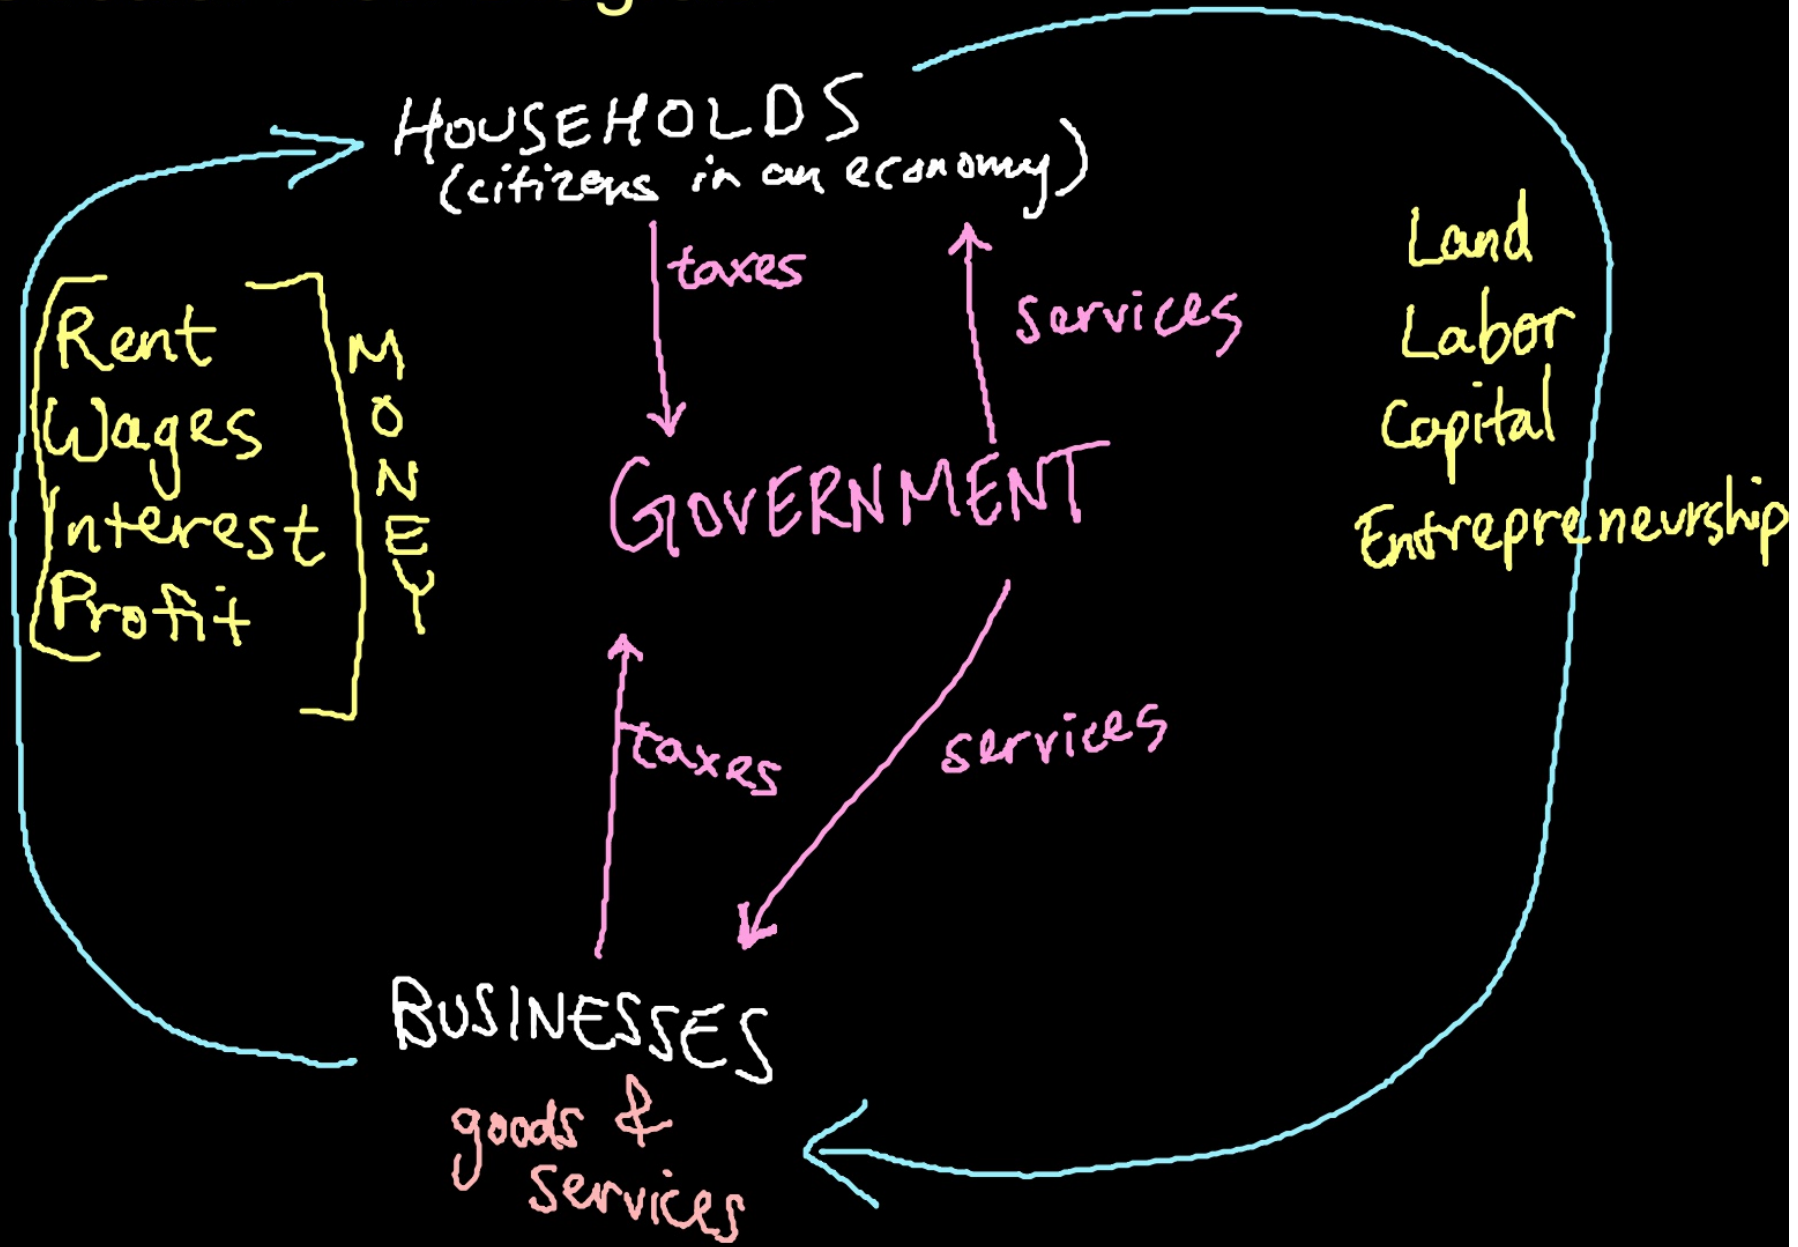 HOUSEHOLDS
(citizens in an economy)
taxes
services
Land
Labor
Capital
Entrepreneurship
Rent
Wages
Interest
Profit
MONEY
GOVERNMENT
taxes
services
BUSINESSES
goods &
services